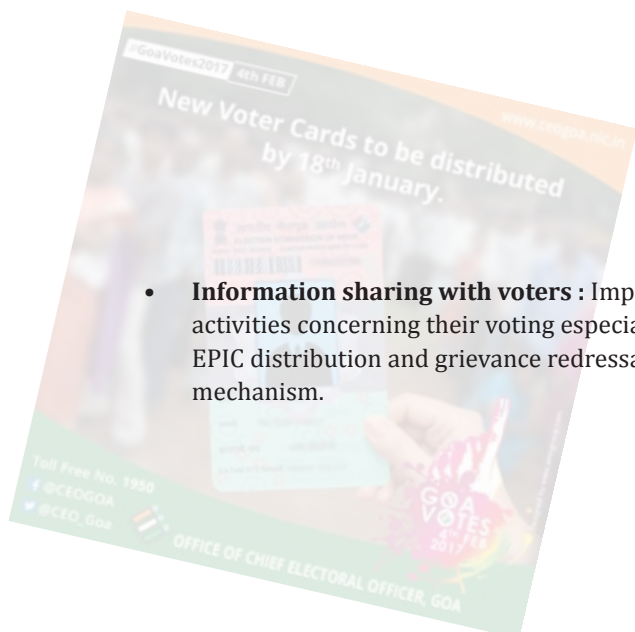 #GoaVotes2017 4th FEB
www.ceogoa.nic.in
New Voter Cards to be distributed
by 18th January.
• Information sharing with voters : Imp
activities concerning their voting especia
EPIC distribution and grievance redressa
mechanism.
Toll Free No. 1950
@CEOGOA
@CEO_Goa
GOA
VOTES
4th FEB
2017
OFFICE OF CHIEF ELECTORAL OFFICER, GOA